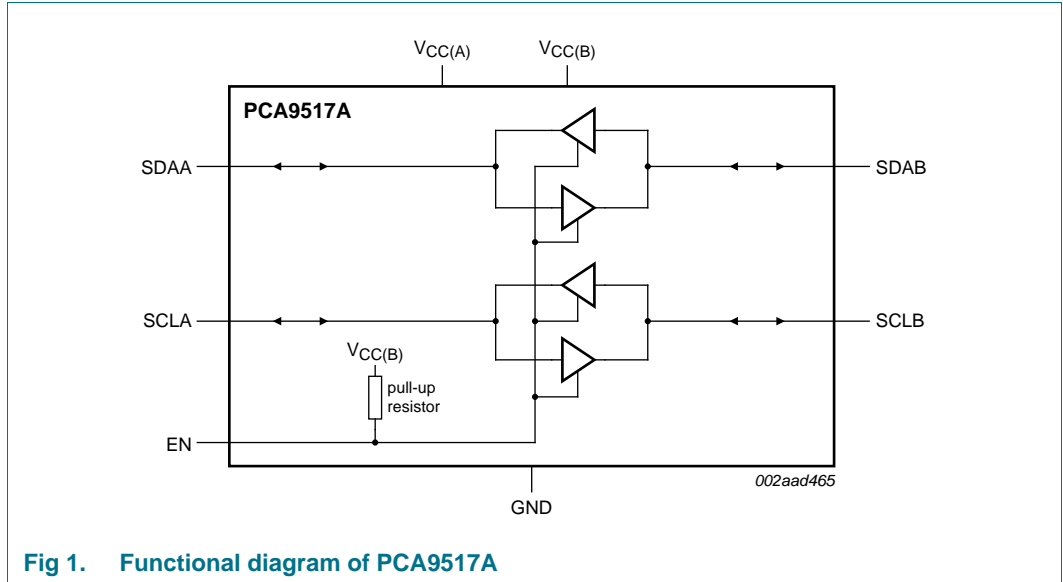 VCC(A) VCC(B)
PCA9517A
SDAA SDAB
SCLA SCLB
VCC(B)
pull-up
resistor
EN
002aad465
GND
Fig 1. Functional diagram of PCA9517A